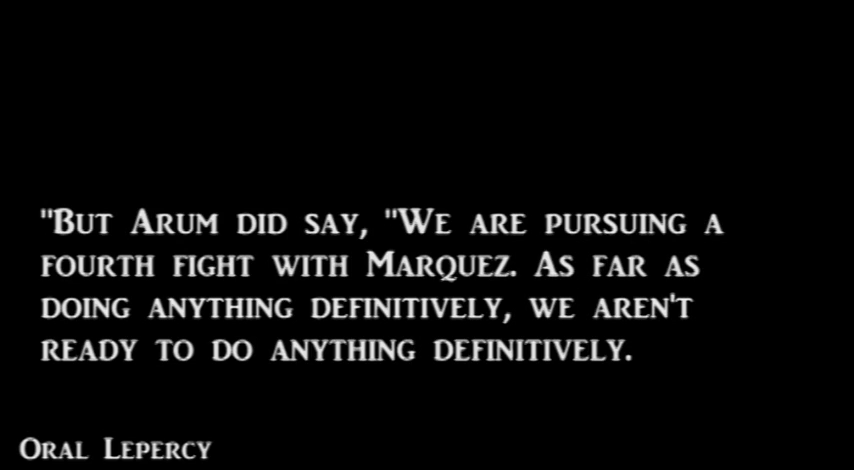 "But Arum did say, "We are pursuing a
fourth fight with Marquez. As far as
doing anything definitively, we aren't
ready to do anything definitively.
Oral Lepercy